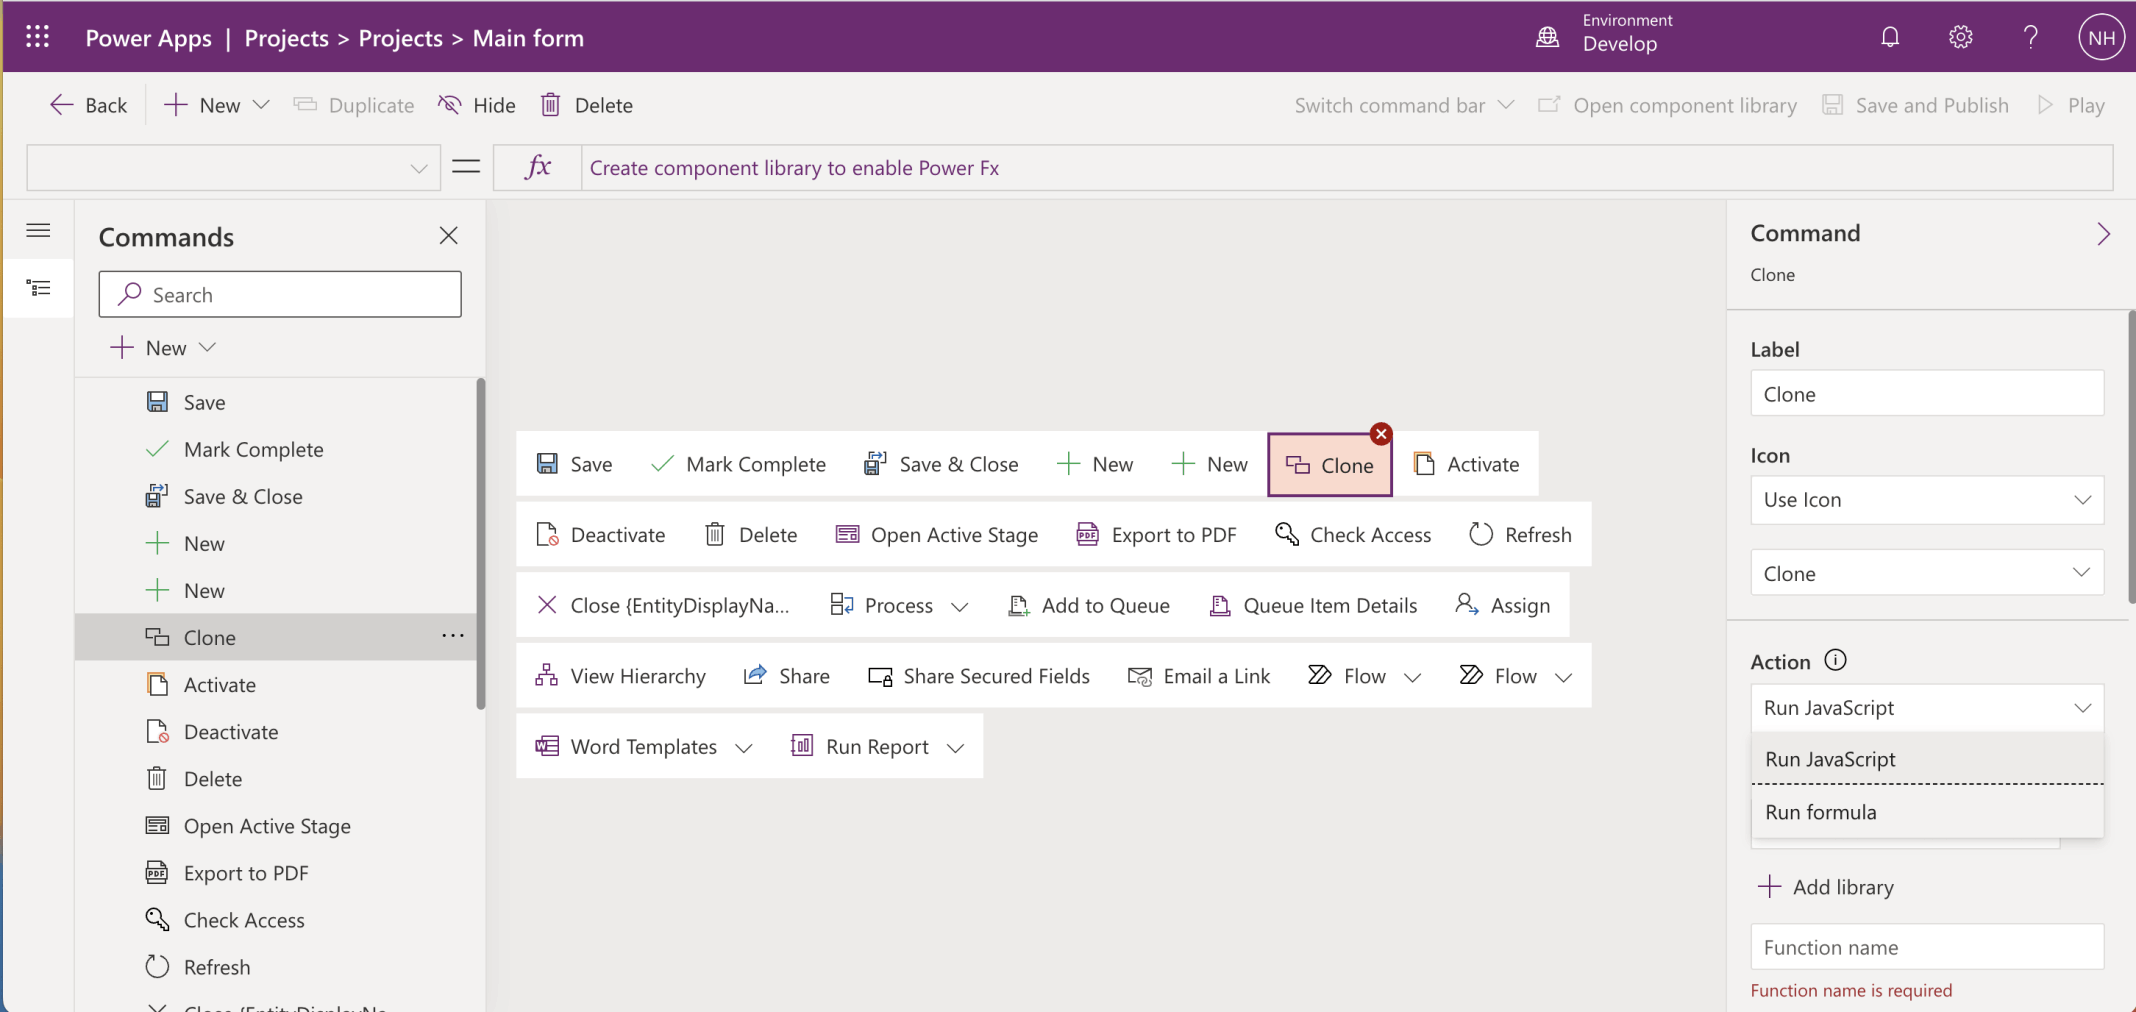 Power Apps | Projects > Projects > Main form
Environment
Develop
NH
Back
New
Duplicate
Hide
Delete
Switch command bar
Open component library
Save and Publish
Play
fx
Create component library to enable Power Fx
Commands
Search
New
Save
Mark Complete
Save & Close
New
New
Clone
Activate
Deactivate
Delete
Open Active Stage
Export to PDF
Check Access
Refresh
Save
Mark Complete
Save & Close
New
New
Clone
Activate
Deactivate
Delete
Open Active Stage
Export to PDF
Check Access
Refresh
Close {EntityDisplayNa...
Process
Add to Queue
Queue Item Details
Assign
View Hierarchy
Share
Share Secured Fields
Email a Link
Flow
Flow
Word Templates
Run Report
Command
Clone
Label
Clone
Icon
Use Icon
Clone
Action
Run JavaScript
Run JavaScript
Run formula
Add library
Function name
Function name is required